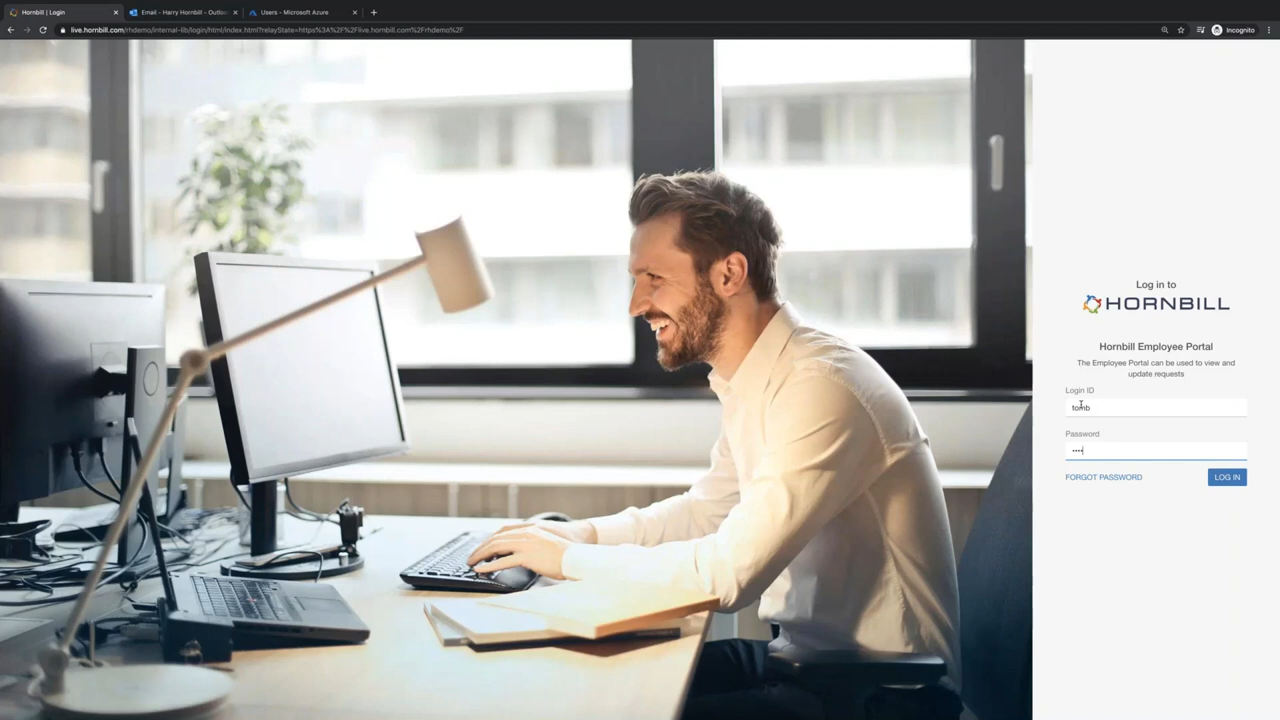 Hornbill | Login
Email - Harry Hornbill - Outlo
Users - Microsoft Azure
live.hornbill.com/rhdemo/internal-lib/login/html/index.html?relayState=https%3A%2F%2Flive.hornbill.com%2Frhdemo%2F
Incognito
Log in to
HORNBILL
Hornbill Employee Portal
The Employee Portal can be used to view and
update requests
Login ID
tomb
Password
••••
FORGOT PASSWORD
LOG IN